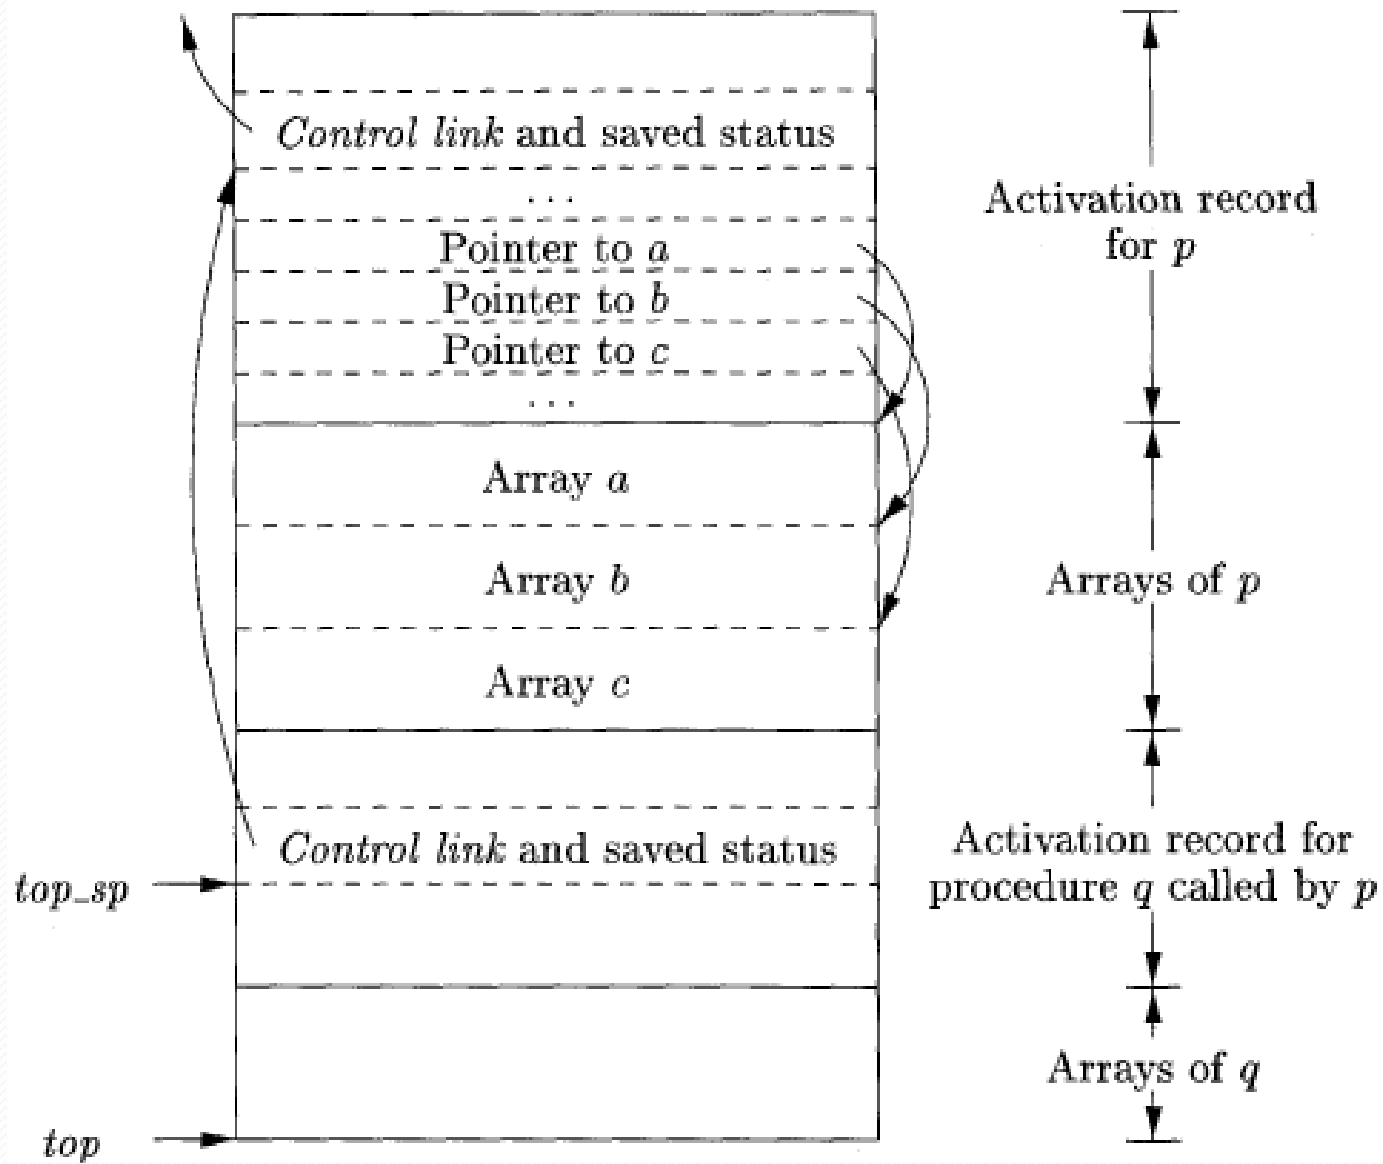 Control link and saved status
...
Pointer to a
Pointer to b
Pointer to c
...
Array a
Array b
Array c
Control link and saved status
top_sp
top
Activation record
for p
Arrays of p
Activation record for
procedure q called by p
Arrays of q